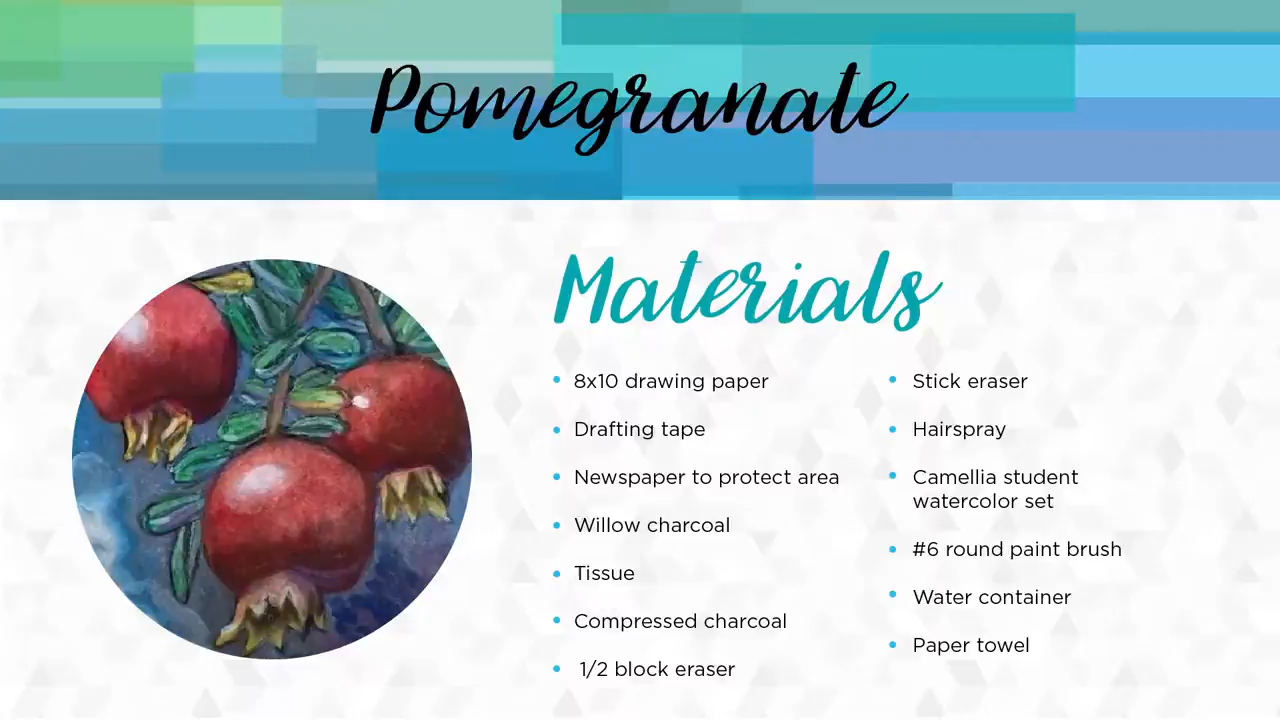 Pomegranate
Materials
8x10 drawing paper
Drafting tape
Newspaper to protect area
Willow charcoal
Tissue
Compressed charcoal
1/2 block eraser
Stick eraser
Hairspray
Camellia student
watercolor set
#6 round paint brush
Water container
Paper towel